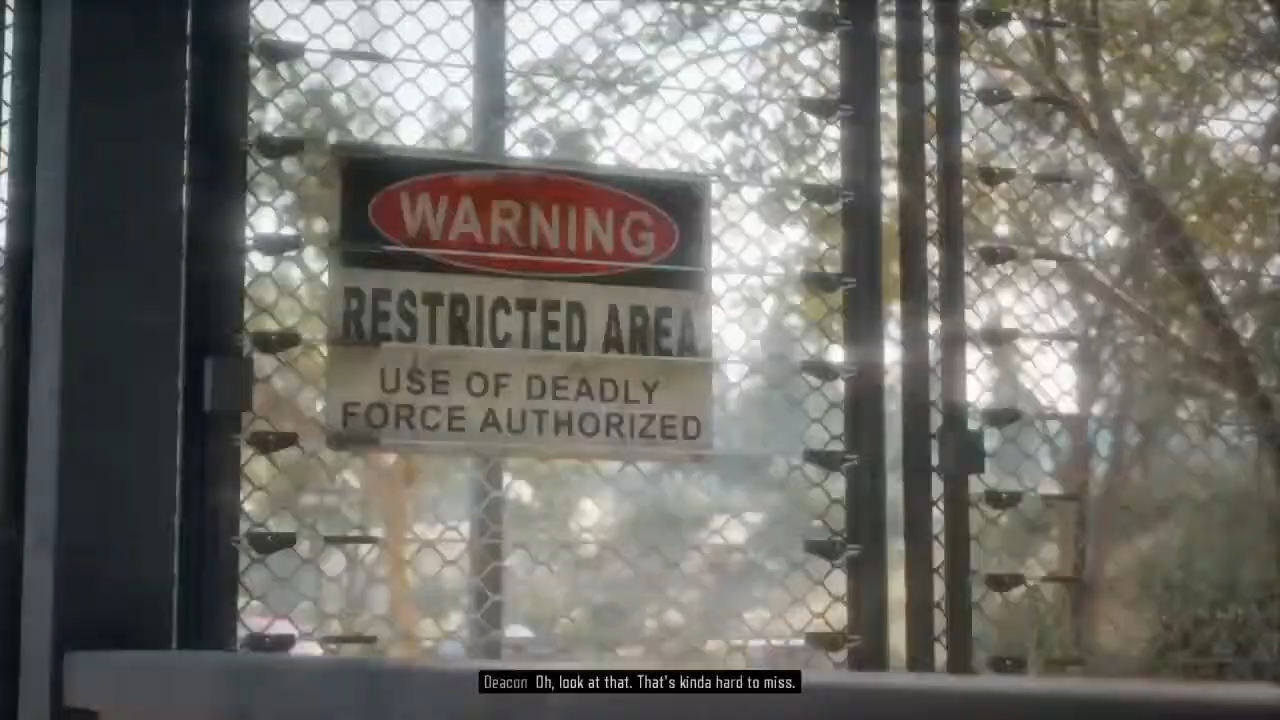 WARNING
RESTRICTED AREA
USE OF DEADLY
FORCE AUTHORIZED
Deacon Oh, look at that. That's kinda hard to miss.